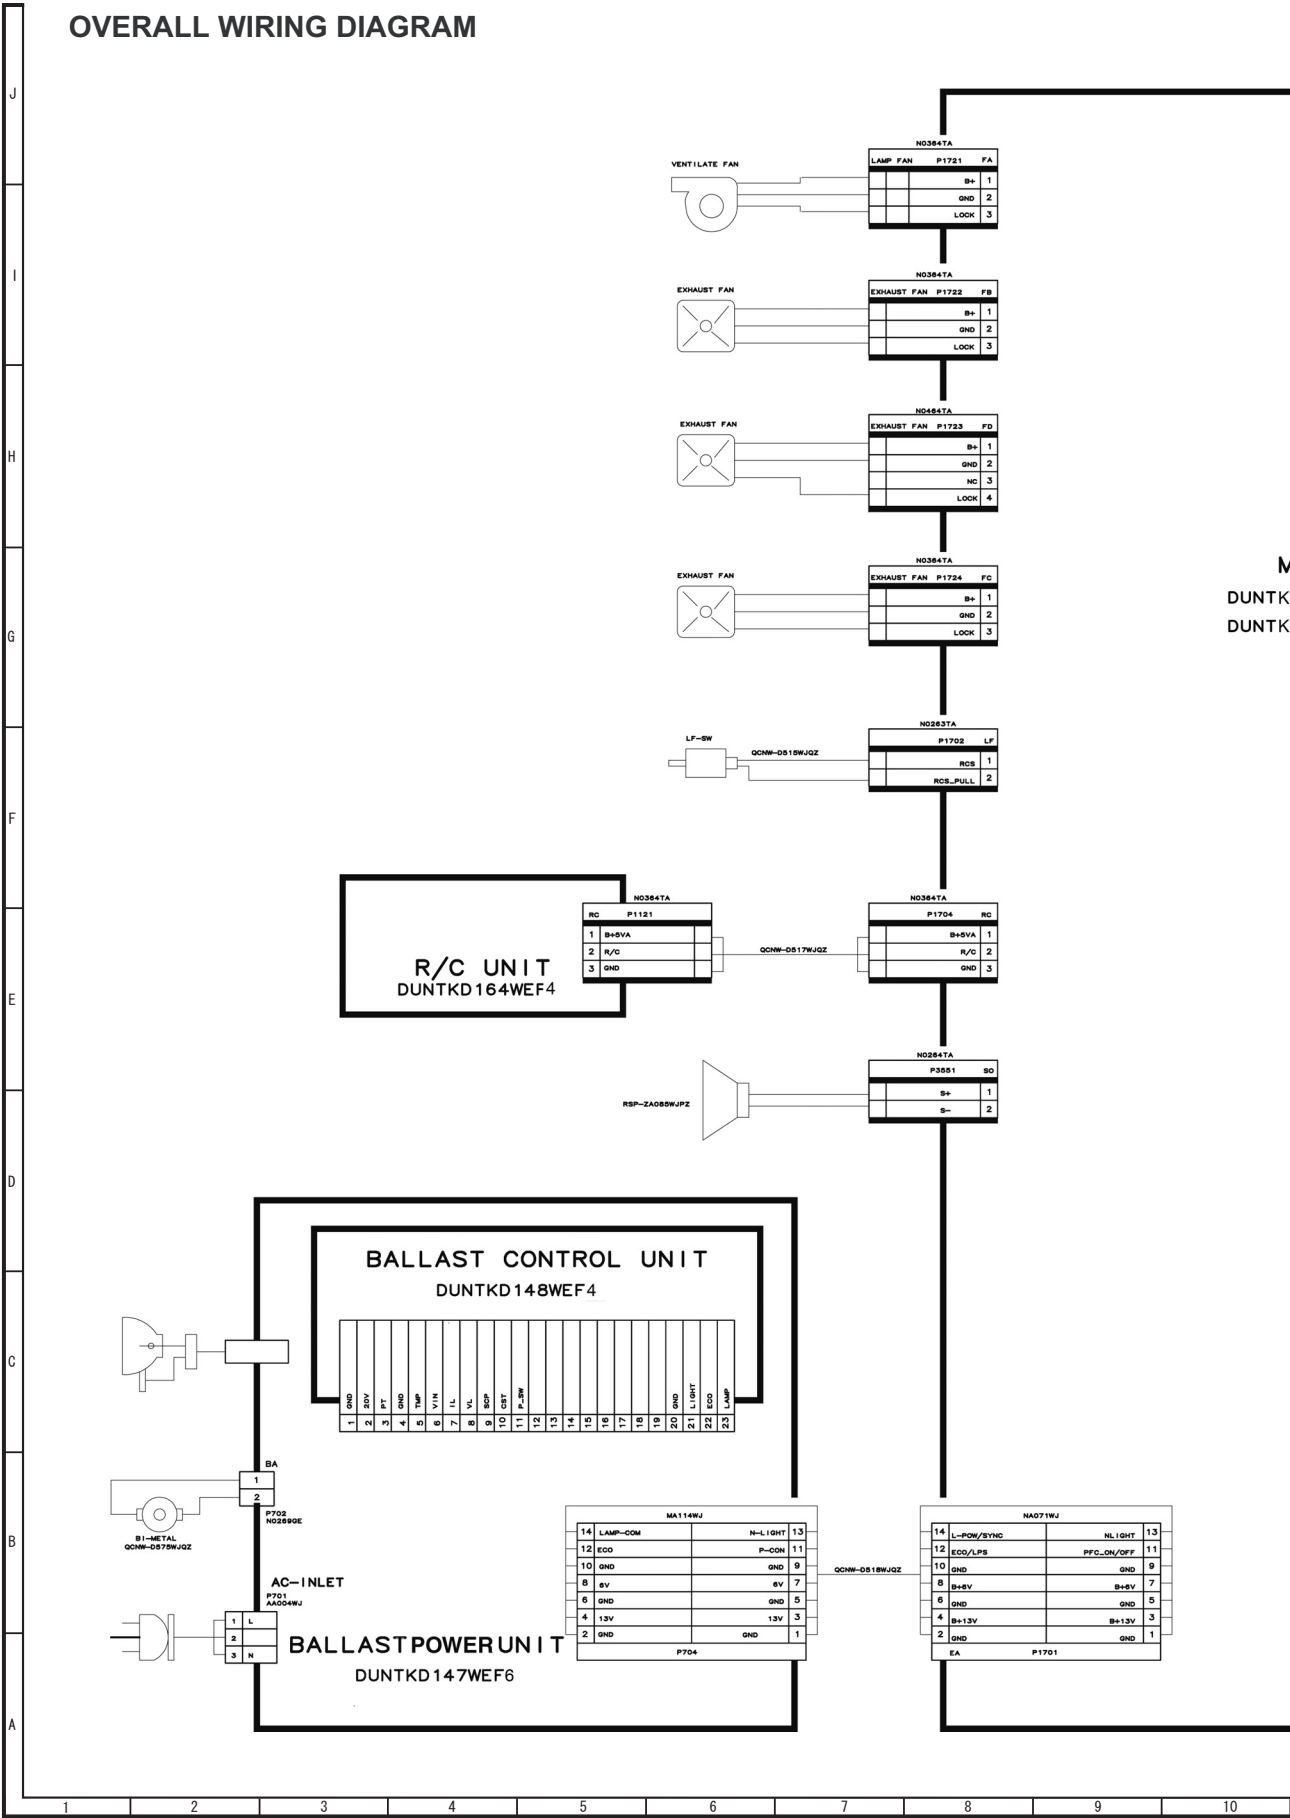 OVERALL WIRING DIAGRAM
J
I
H
G
F
E
D
C
B
A
N0364TA
LAMP FAN P1721 FA
B+ 1
GND 2
LOCK 3
VENTILATE FAN
N0364TA
EXHAUST FAN P1722 FB
B+ 1
GND 2
LOCK 3
EXHAUST FAN
N0464TA
EXHAUST FAN P1723 FD
B+ 1
GND 2
NC 3
LOCK 4
EXHAUST FAN
N0364TA
EXHAUST FAN P1724 FC
B+ 1
GND 2
LOCK 3
EXHAUST FAN
M
DUNTK
DUNTK
N0263TA
P1702 LF
RCS 1
RCS_PULL 2
LF-SW
QCNW-D515WJQZ
N0364TA
RC P1121
1 B+5VA
2 R/C
3 GND
R/C UNIT
DUNTKD164WEF4
QCNW-D517WJQZ
N0364TA
P1704 RC
B+5VA 1
R/C 2
GND 3
N0264TA
P3551 SO
S+ 1
S- 2
RSP-ZA085WJPZ
BALLAST CONTROL UNIT
DUNTKD148WEF4
GND 1
20V 2
PT 3
GND 4
TMP 5
VIN 6
IL 7
VL 8
SCP 9
CST 10
P_SW 11
12
13
14
15
16
17
18
19
GND 20
LIGHT 21
ECO 22
LAMP 23
BA
1
2
P702
N0269GE
BI-METAL
QCNW-D575WJQZ
AC-INLET
P701
AA004WJ
1 L
2
3 N
BALLAST POWER UNIT
DUNTKD147WEF6
MA114WJ
14 LAMP-COM N-LIGHT 13
12 ECO P-CON 11
10 GND GND 9
8 6V 6V 7
6 GND GND 5
4 13V 13V 3
2 GND GND 1
P704
QCNW-D518WJQZ
NA071WJ
14 L-POW/SYNC NLIGHT 13
12 ECO/LPS PFC_ON/OFF 11
10 GND GND 9
8 B+6V B+6V 7
6 GND GND 5
4 B+13V B+13V 3
2 GND GND 1
EA P1701
1 2 3 4 5 6 7 8 9 10